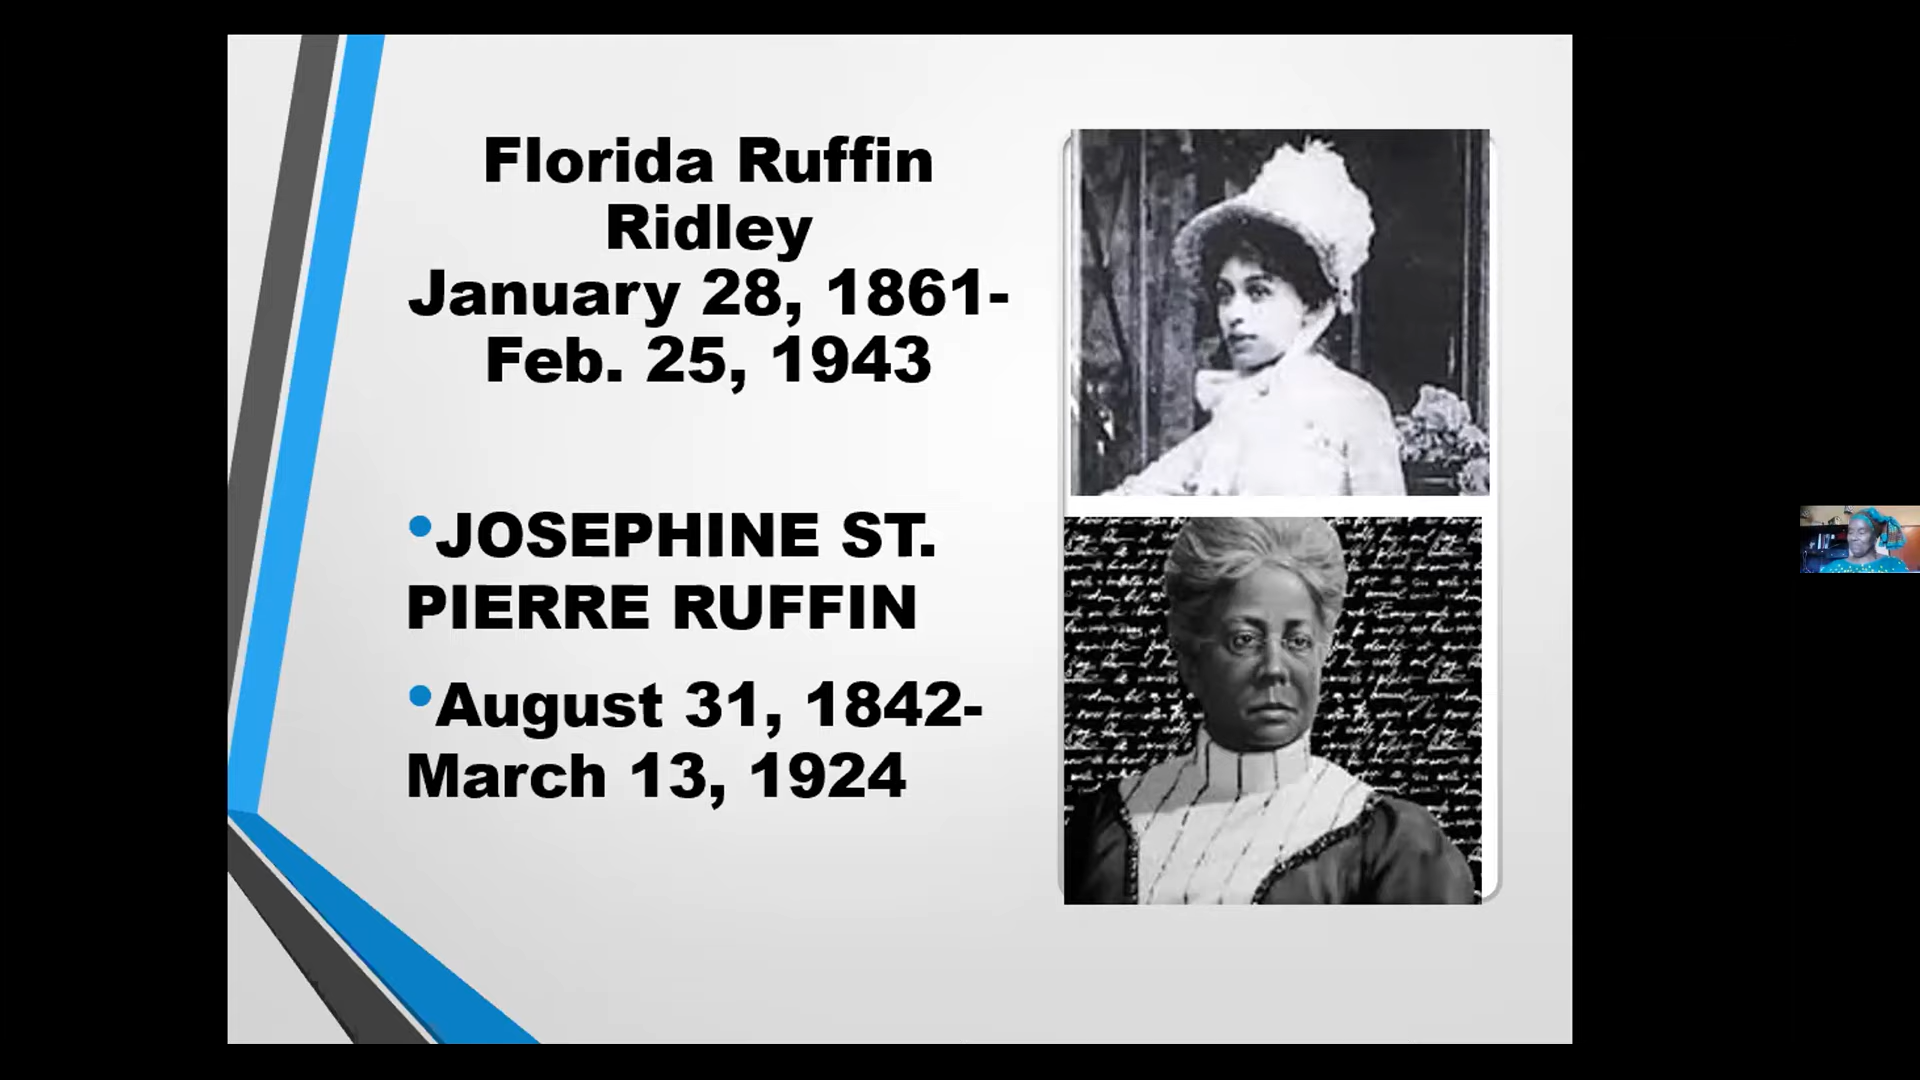 Florida Ruffin
Ridley
January 28, 1861-
Feb. 25, 1943
•JOSEPHINE ST.
PIERRE RUFFIN
•August 31, 1842-
March 13, 1924